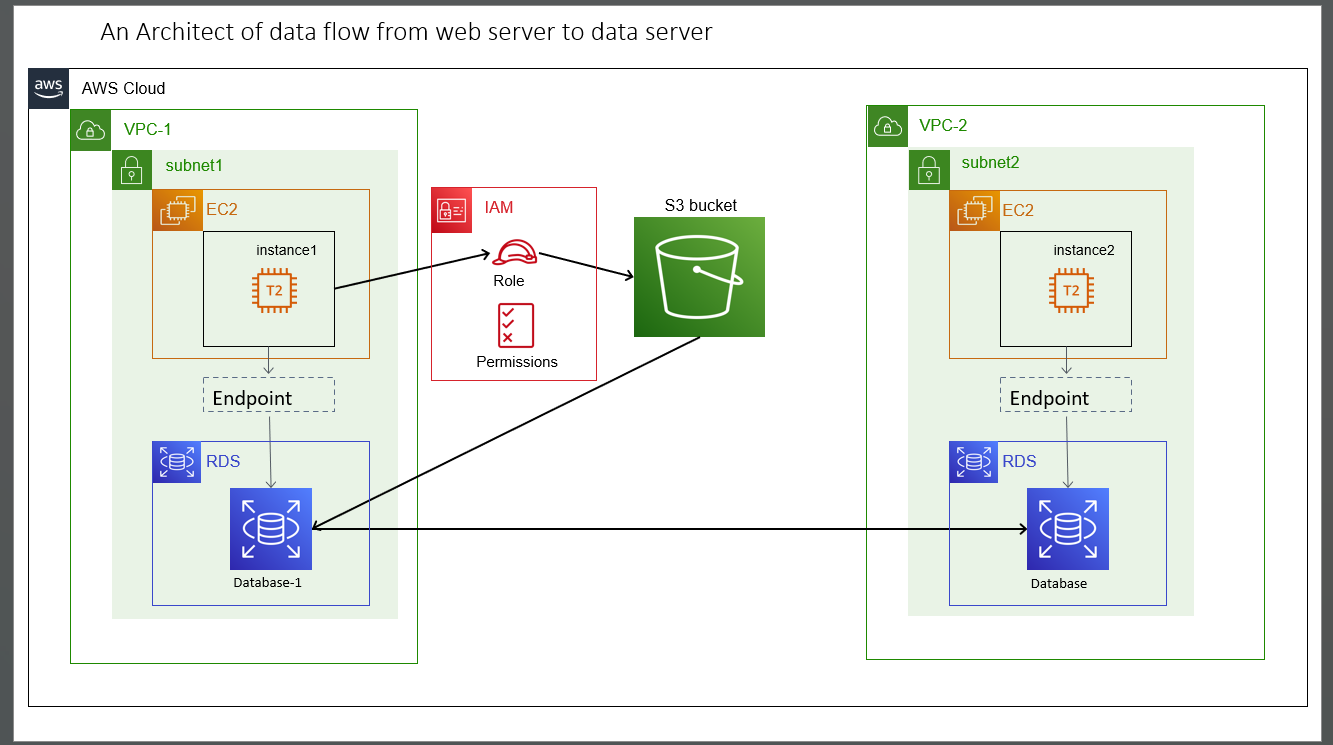 An Architect of data flow from web server to data server
aws
AWS Cloud
VPC-1
subnet1
EC2
instance1
T2
Endpoint
RDS
Database-1
IAM
Role
Permissions
S3 bucket
VPC-2
subnet2
EC2
instance2
T2
Endpoint
RDS
Database